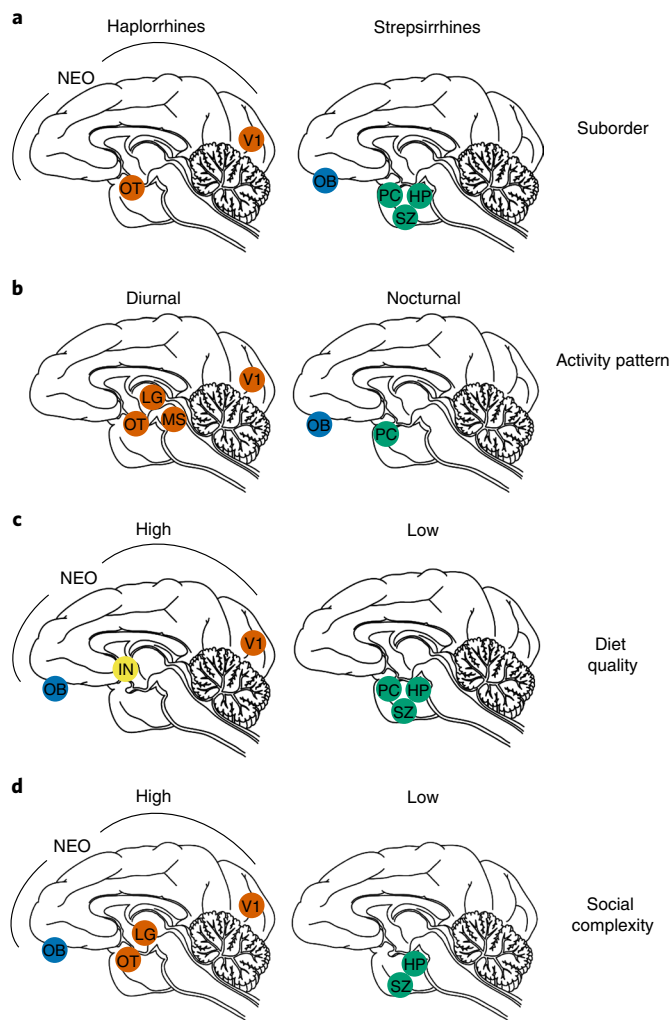 a
Haplorrhines
Strepsirrhines
NEO
V1
OT
OB
PC
HP
SZ
Suborder
b
Diurnal
Nocturnal
Activity pattern
V1
LG
OT
MS
OB
PC
c
High
Low
NEO
V1
IN
OB
PC
HP
SZ
Diet
quality
d
High
Low
NEO
V1
LG
OB
OT
HP
SZ
Social
complexity